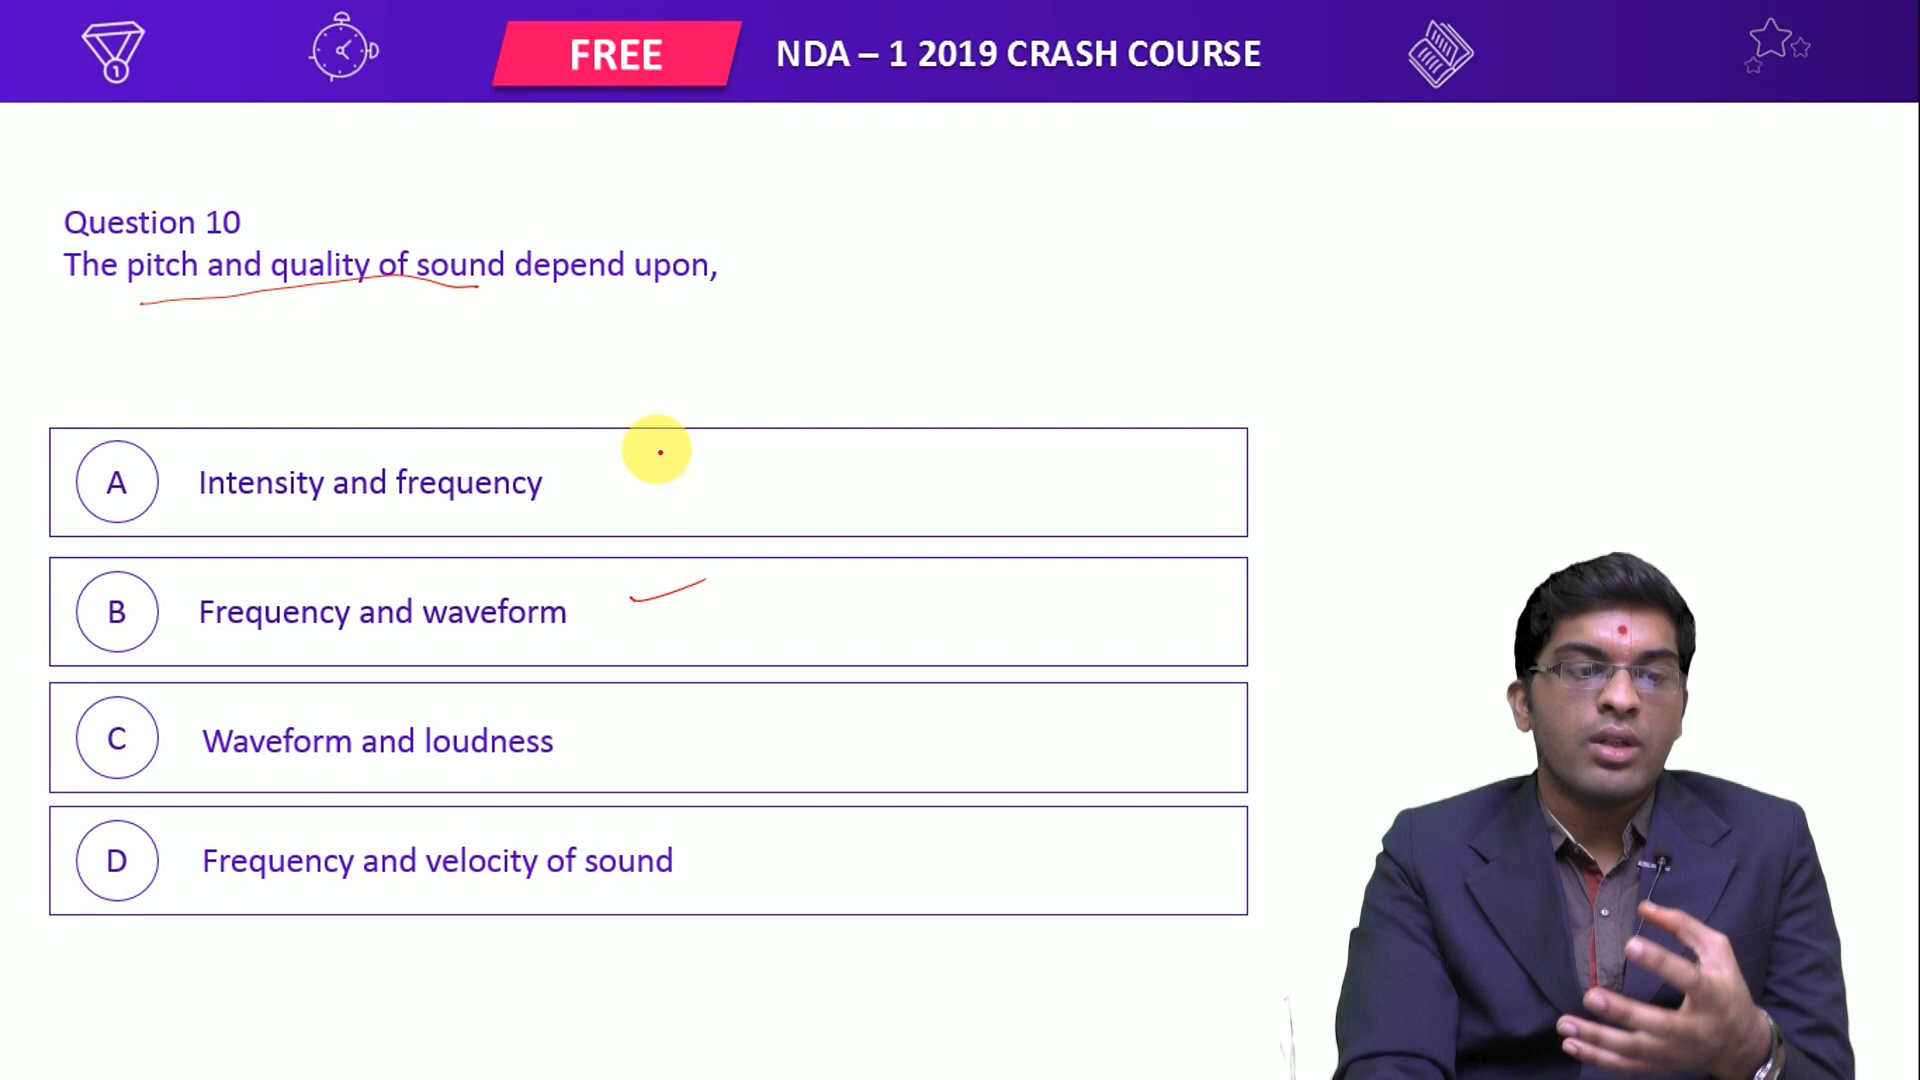 FREE NDA – 1 2019 CRASH COURSE
Question 10
The pitch and quality of sound depend upon,
A Intensity and frequency
B Frequency and waveform
C Waveform and loudness
D Frequency and velocity of sound